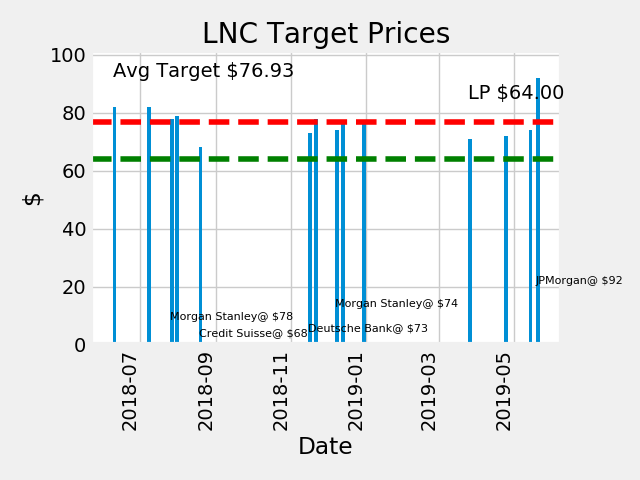 LNC Target Prices
Avg Target $76.93
LP $64.00
$
100
80
60
40
20
0
JPMorgan@ $92
Morgan Stanley@ $74
Morgan Stanley@ $78
Deutsche Bank@ $73
Credit Suisse@ $68
2018-07
2018-09
2018-11
2019-01
2019-03
2019-05
Date